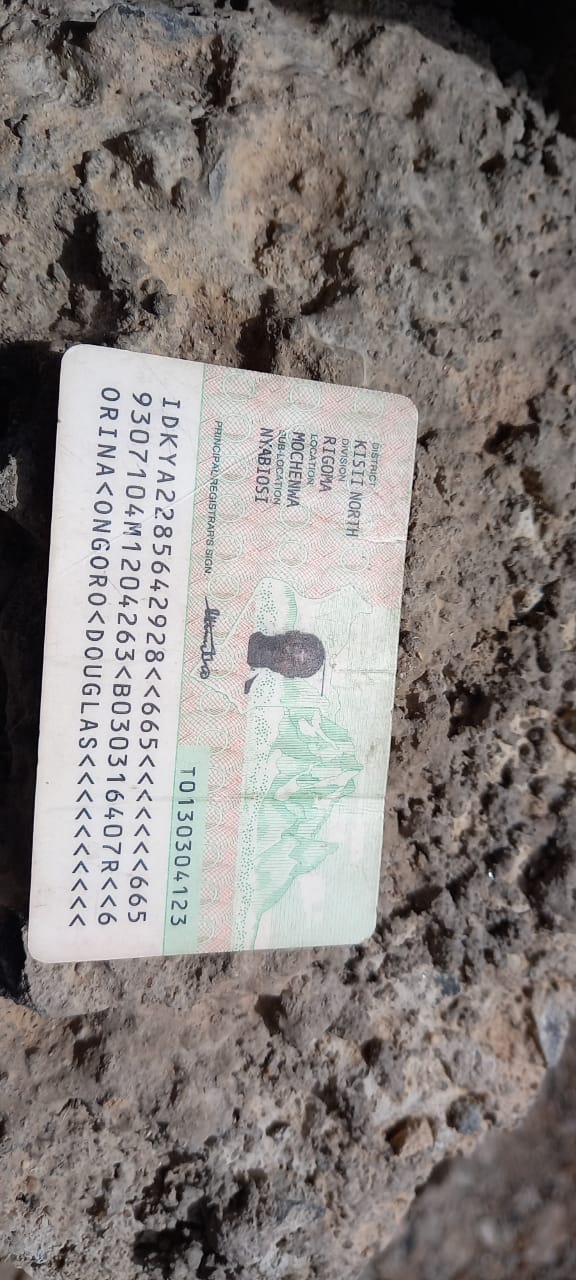 DISTRICT
KISII NORTH
DIVISION
RIGOMA
LOCATION
MOCHENWA
SUB-LOCATION
NYABIOSI
PRINCIPAL REGISTRAR'S SIGN.
T0130304123
IDKYA2285642928<<665<<<<<<<665
9307104M1204263<B030316407R<<6
ORINA<ONGORO<DOUGLAS<<<<<<<<<<